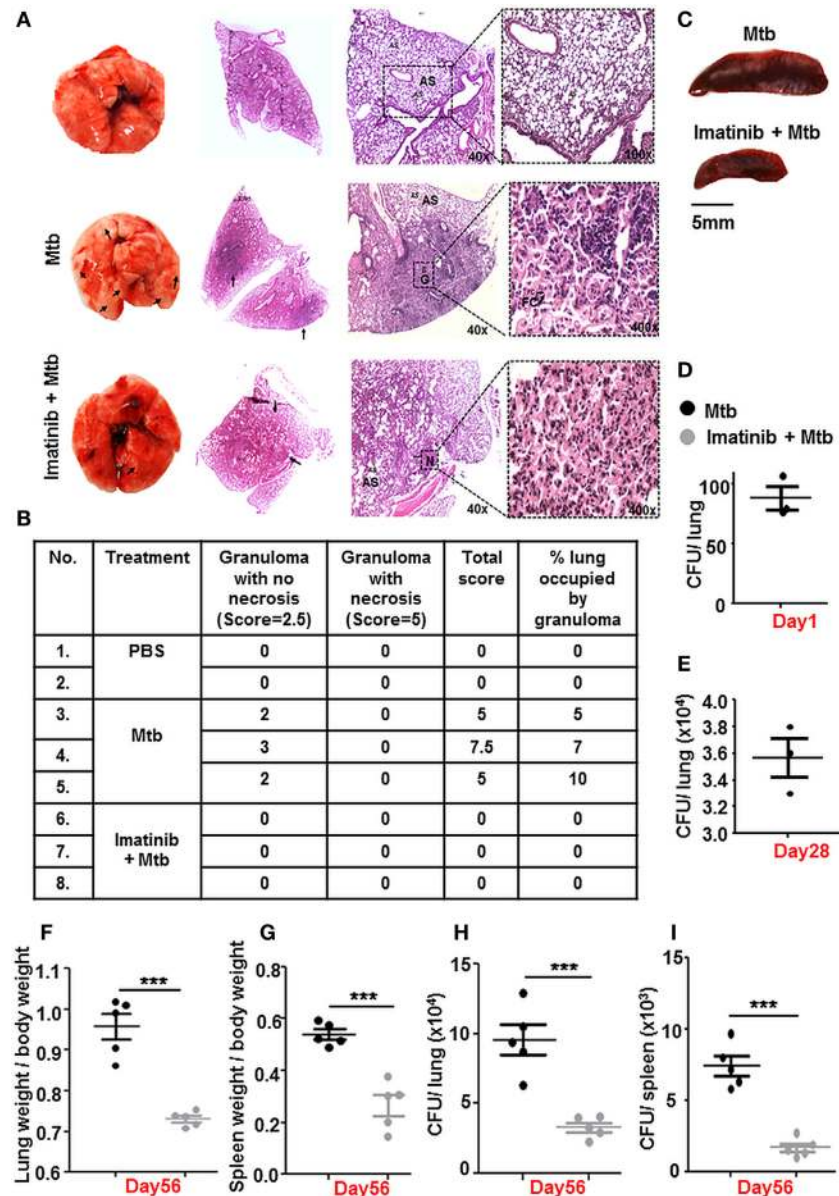 A
AS
AS
40x
100x
Mtb
AS
G
40x
FC
400x
Imatinib + Mtb
AS
N
40x
400x
C
Mtb
Imatinib + Mtb
5mm
D
Mtb
Imatinib + Mtb
CFU/ lung
100
50
0
Day1
B
No. Treatment Granuloma with no necrosis (Score=2.5) Granuloma with necrosis (Score=5) Total score % lung occupied by granuloma
1. PBS 0 0 0 0
2. 0 0 0 0
3. Mtb 2 0 5 5
4. 3 0 7.5 7
5. 2 0 5 10
6. Imatinib + Mtb 0 0 0 0
7. 0 0 0 0
8. 0 0 0 0
E
CFU/ lung (x10⁴)
4.0
3.8
3.6
3.4
3.2
3.0
Day28
F
Lung weight / body weight
1.1
1.0
0.9
0.8
0.7
0.6
***
Day56
G
Spleen weight / body weight
0.8
0.6
0.4
0.2
0.0
***
Day56
H
CFU/ lung (x10⁴)
15
10
5
0
***
Day56
I
CFU/ spleen (x10³)
15
10
5
0
***
Day56